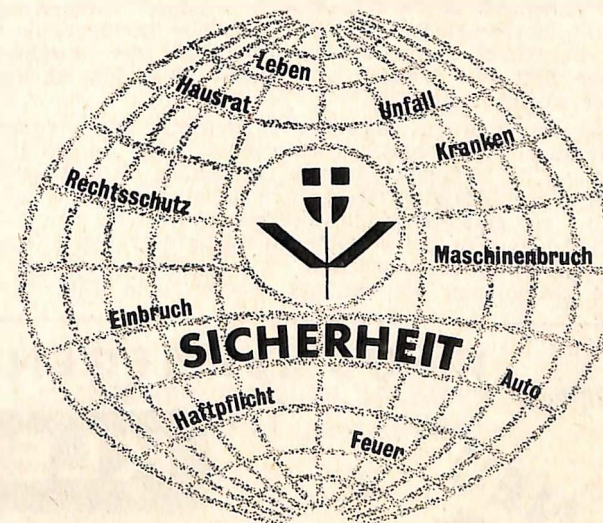 Leben
Hausrat
Unfall
Kranken
Rechtsschutz
Maschinenbruch
Einbruch
SICHERHEIT
Auto
Haftpflicht
Feuer